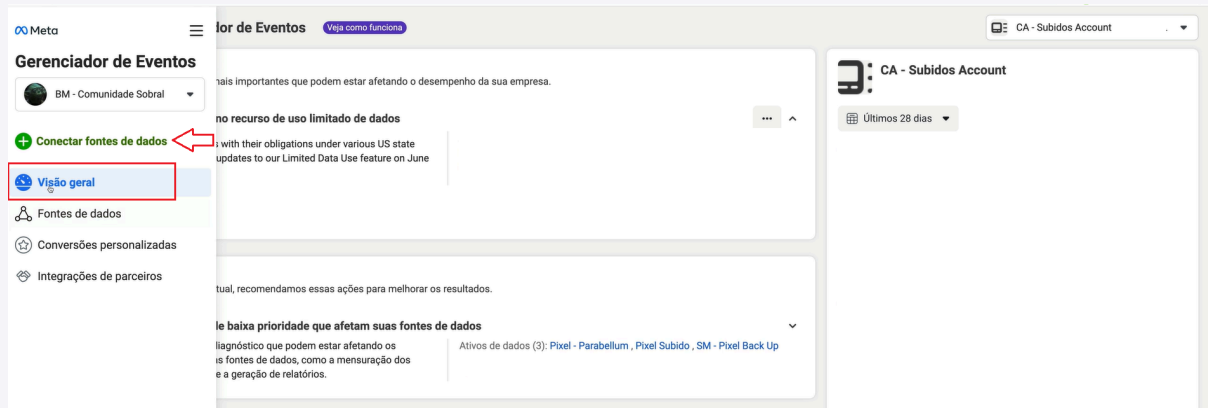 Meta
Gerenciador de Eventos
BM - Comunidade Sobral
Conectar fontes de dados
Visão geral
Fontes de dados
Conversões personalizadas
Integrações de parceiros
dor de Eventos
Veja como funciona
CA - Subidos Account
nais importantes que podem estar afetando o desempenho da sua empresa.
no recurso de uso limitado de dados
with their obligations under various US state
updates to our Limited Data Use feature on June
tual, recomendamos essas ações para melhorar os resultados.
de baixa prioridade que afetam suas fontes de dados
diagnóstico que podem estar afetando os
as fontes de dados, como a mensuração dos
e a geração de relatórios.
Ativos de dados (3): Pixel - Parabellum , Pixel Subido , SM - Pixel Back Up
CA - Subidos Account
Últimos 28 dias